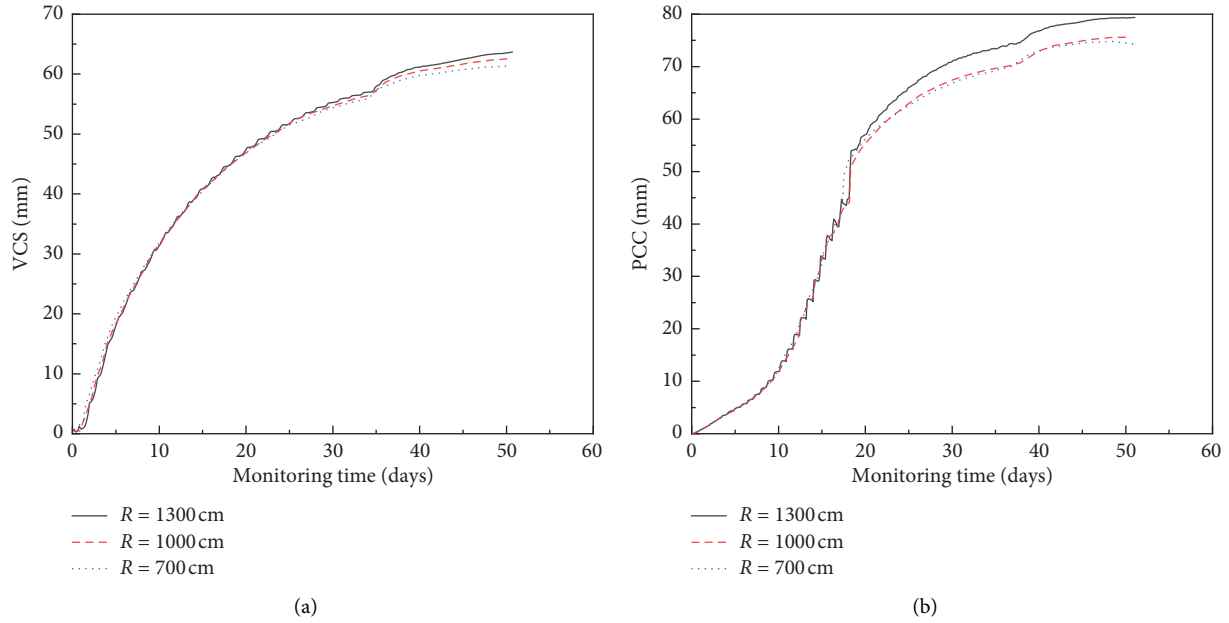 70
60
50
40
30
20
10
0
VCS (mm)
0 10 20 30 40 50 60
Monitoring time (days)
R = 1300 cm
R = 1000 cm
R = 700 cm
(a)
80
70
60
50
40
30
20
10
0
PCC (mm)
0 10 20 30 40 50 60
Monitoring time (days)
R = 1300 cm
R = 1000 cm
R = 700 cm
(b)